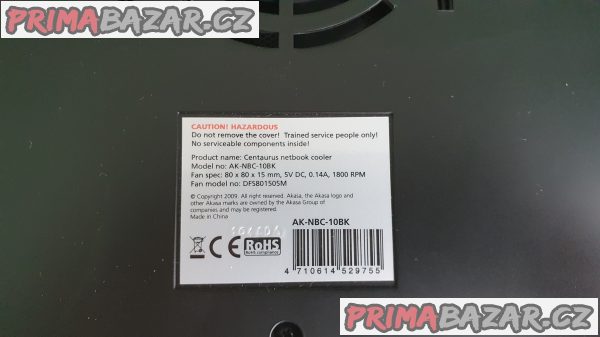 PRIMABAZAR.CZ
CAUTION! HAZARDOUS
Do not remove the cover! Trained service people only!
No serviceable components inside!
Product name: Centaurus netbook cooler
Model no: AK-NBC-10BK
Fan spec: 80 x 80 x 15 mm, 5V DC, 0.14A, 1800 RPM
Fan model no: DFS801505M
© Copyright 2009. Akasa, the Akasa logo and
other Akasa marks are owned by the Akasa Group of
companies and may be registered.
Made in China
AK-NBC-10BK
CE RoHS
RoHS compliancy
4 710614 529755
PRIMABAZAR.CZ